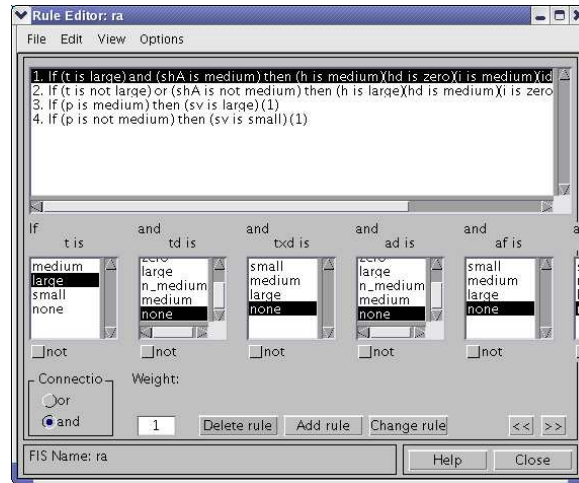 Rule Editor: ra
File Edit View Options
1. If (t is large) and (shA is medium) then (h is medium)(hd is zero)(i is medium)(id
2. If (t is not large) or (shA is not medium) then (h is large)(hd is medium)(i is zero
3. If (p is medium) then (sv is large) (1)
4. If (p is not medium) then (sv is small) (1)
If and and and and a
t is td is txd is ad is af is
medium
large
small
none
zero
large
n_medium
medium
none
small
medium
large
none
zero
large
n_medium
medium
none
small
medium
large
none
not not not not not
Connectio Weight:
or
and 1 Delete rule Add rule Change rule << >>
FIS Name: ra Help Close